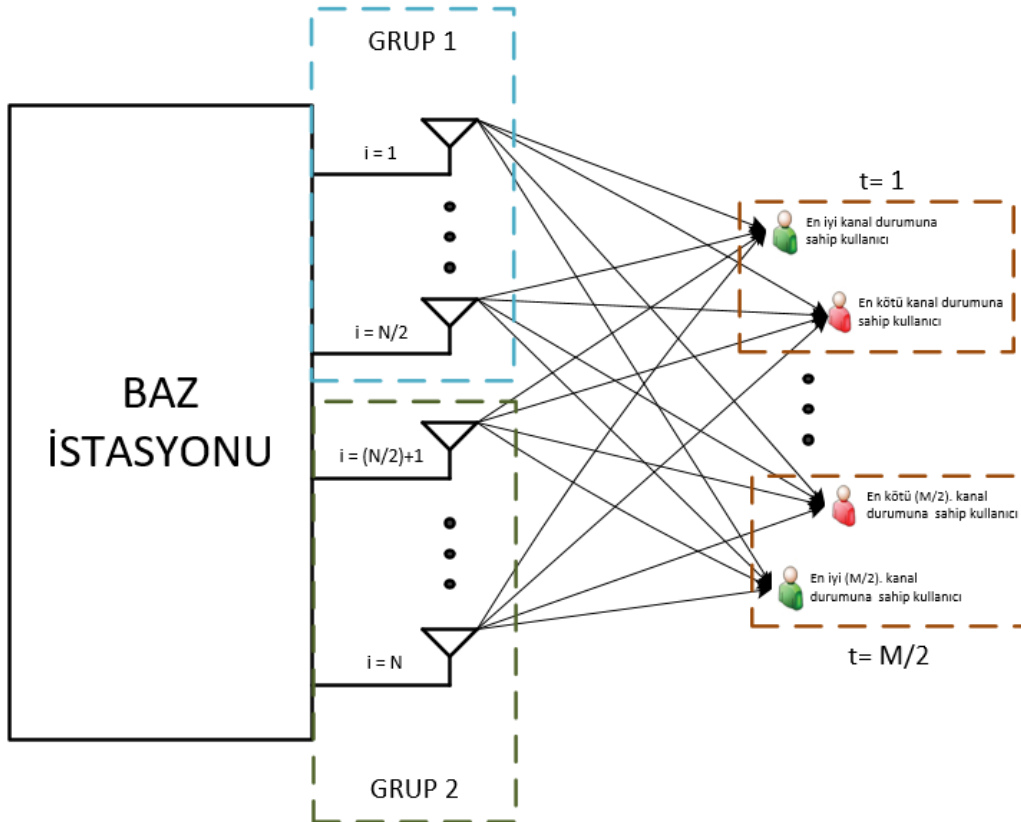 GRUP 1
i = 1
i = N/2
BAZ
İSTASYONU
i = (N/2)+1
i = N
GRUP 2
t= 1
En iyi kanal durumuna
sahip kullanıcı
En kötü kanal durumuna
sahip kullanıcı
En kötü (M/2). kanal
durumuna sahip kullanıcı
En iyi (M/2). kanal
durumuna sahip kullanıcı
t= M/2